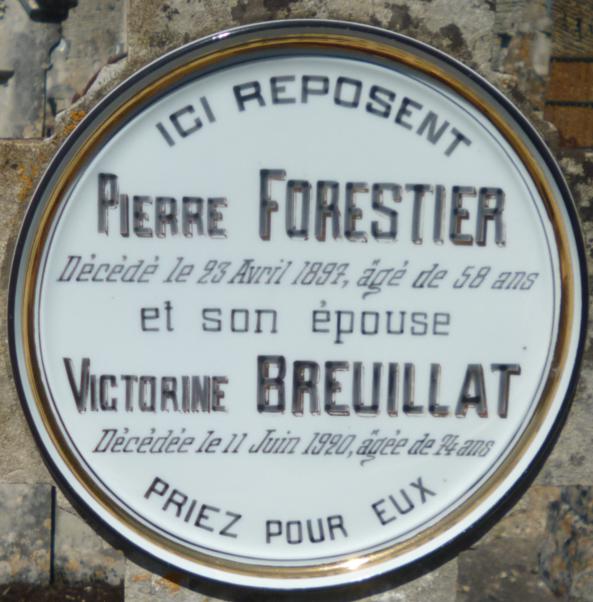 ICI REPOSENT
PIERRE FORESTIER
Décédé le 23 Avril 1897, âgé de 58 ans
et son épouse
VICTORINE BREUILLAT
Décédée le 11 Juin 1920, âgée de 74 ans
PRIEZ POUR EUX